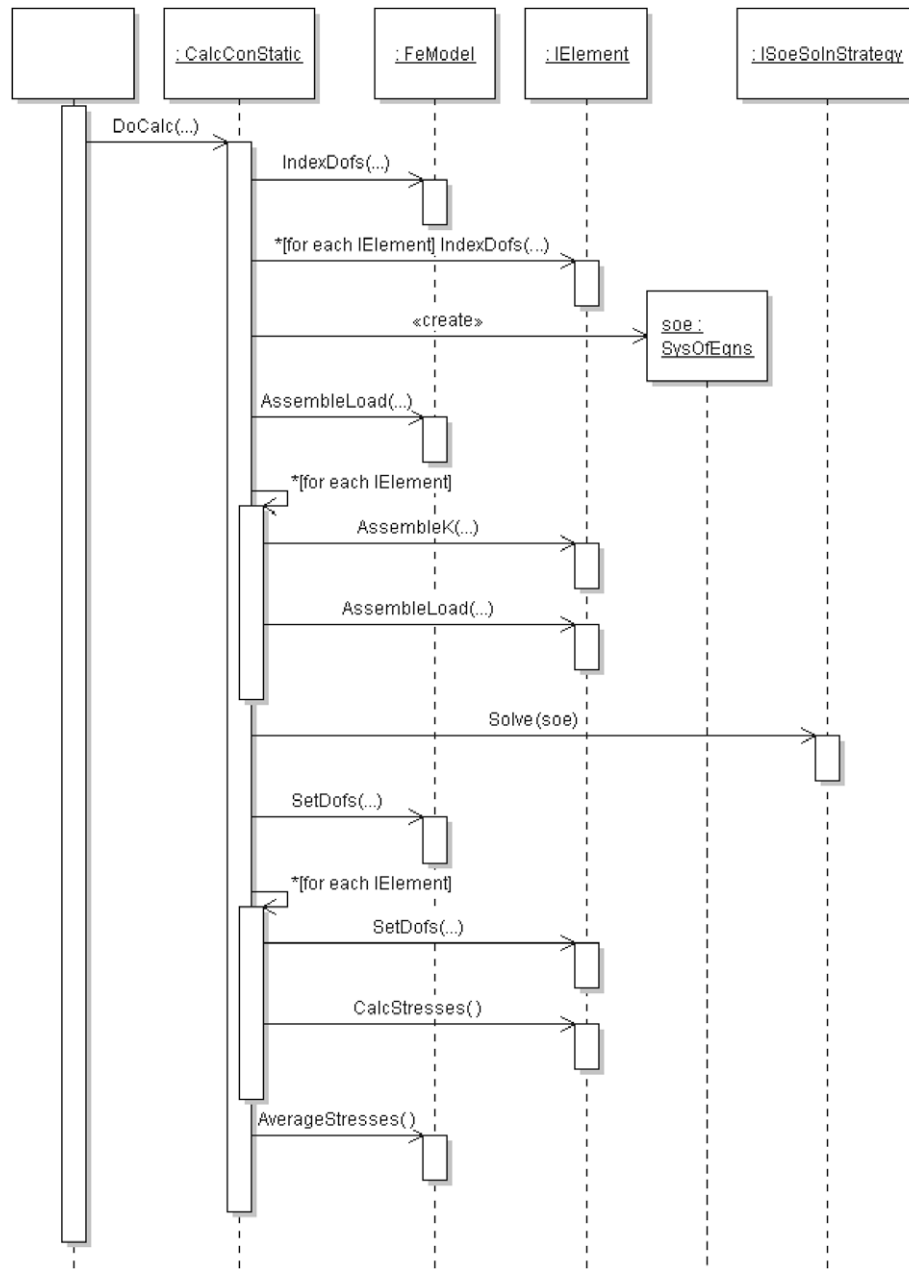 : CalcConStatic
: FeModel
: IElement
: ISoeSolnStrategy
DoCalc(...)
IndexDofs(...)
*[for each IElement] IndexDofs(...)
«create»
soe :
SysOfEqns
AssembleLoad(...)
*[for each IElement]
AssembleK(...)
AssembleLoad(...)
Solve(soe)
SetDofs(...)
*[for each IElement]
SetDofs(...)
CalcStresses()
AverageStresses()